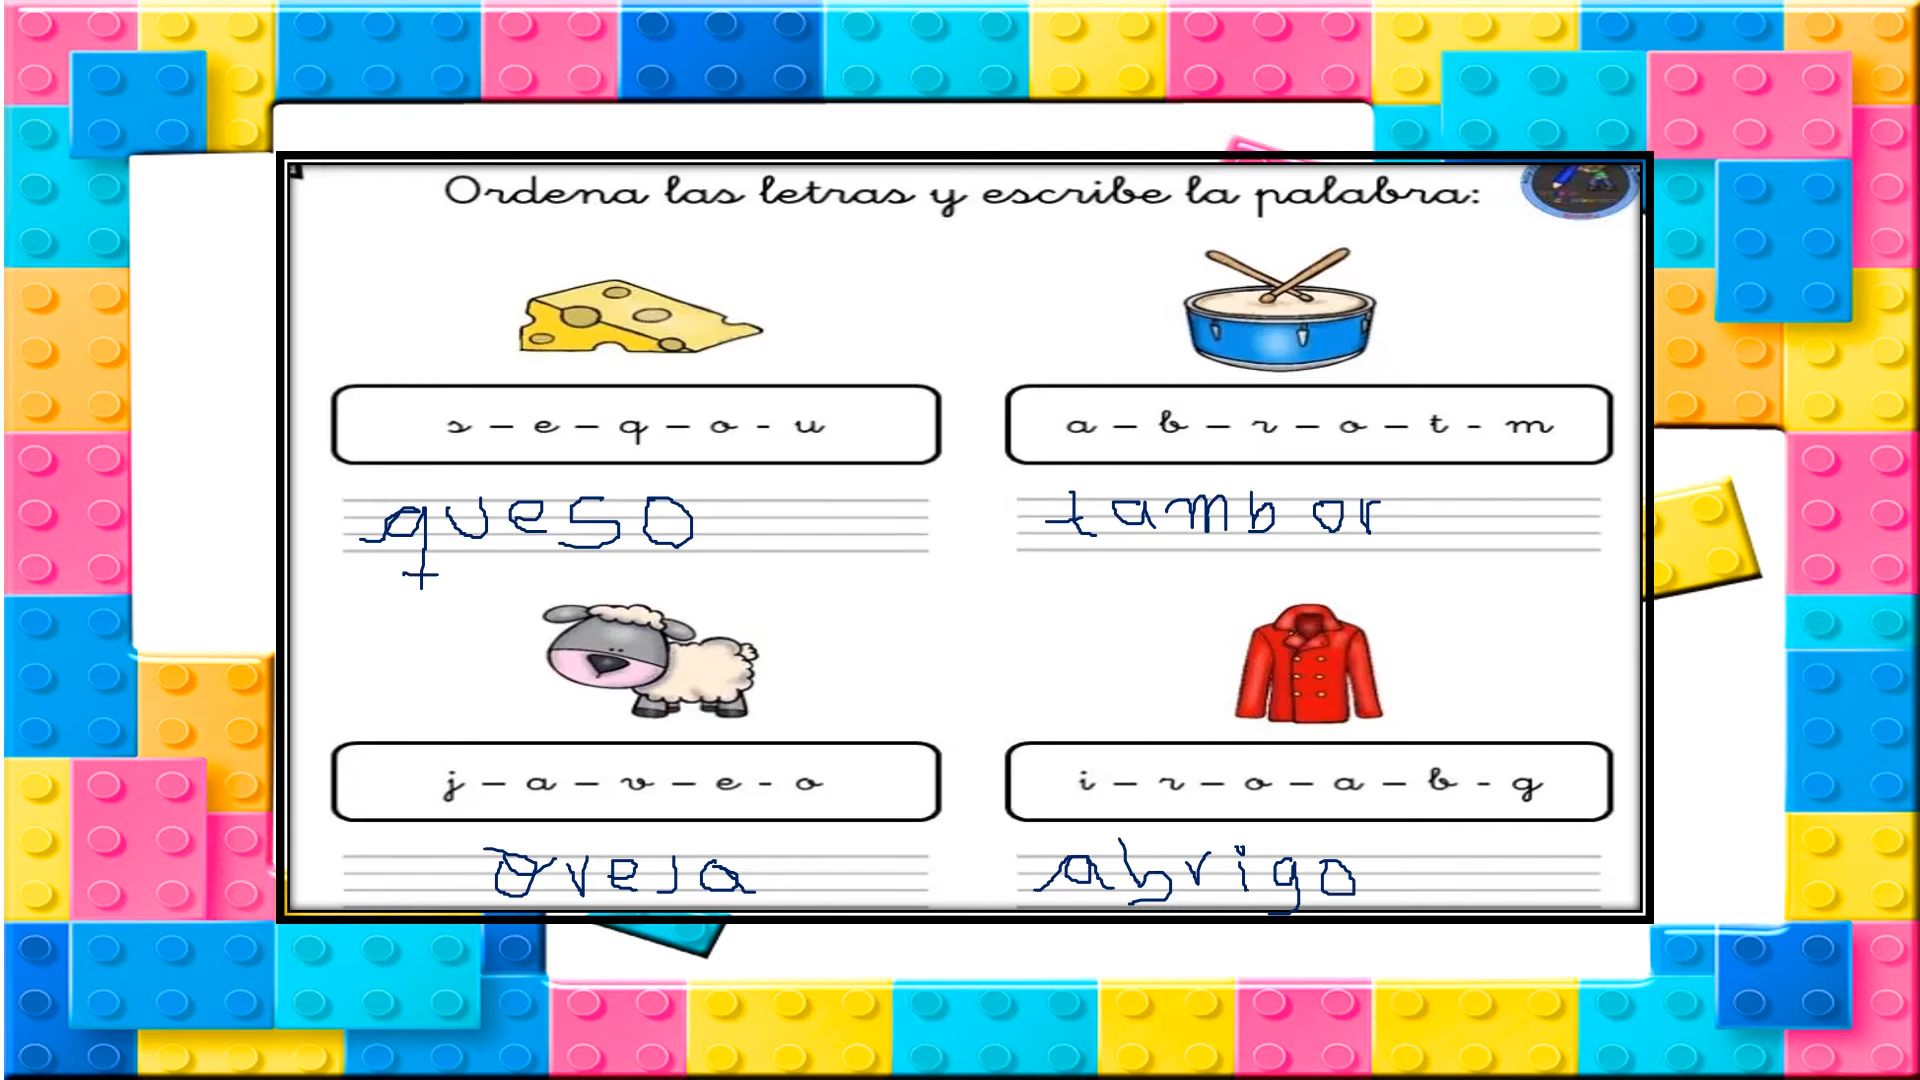 Ordena las letras y escribe la palabra:
s – e – q – o - u
a – b – r – o – t - m
queso
tambor
j – a – v – e - o
i – r – o – a – b - g
oveja
abrigo